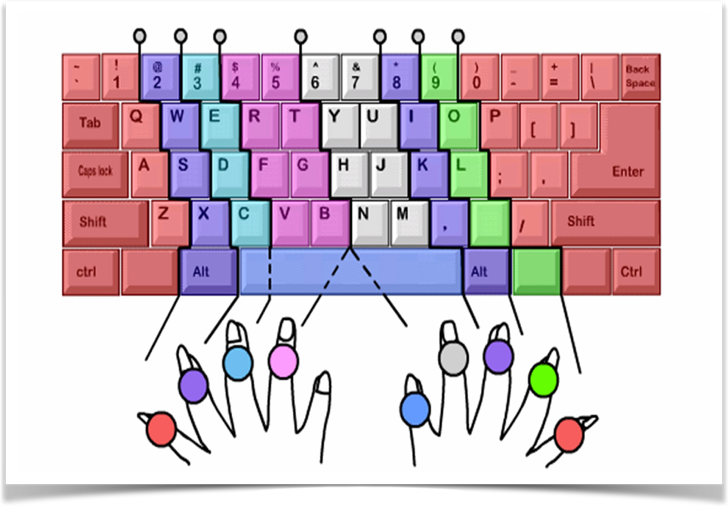 ~ ! @ # $ % ^ & * ( ) _ + | Back
` 1 2 3 4 5 6 7 8 9 0 - = \ Space
Tab Q W E R T Y U I O P [ ]
Caps lock A S D F G H J K L ; , Enter
Shift Z X C V B N M , / Shift
ctrl Alt Alt Ctrl